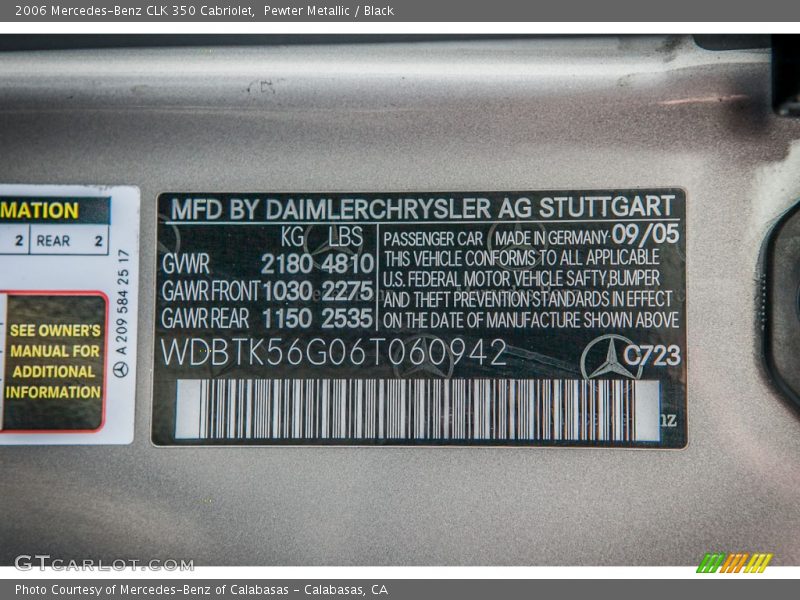 2006 Mercedes-Benz CLK 350 Cabriolet, Pewter Metallic / Black
MATION
2 REAR 2
SEE OWNER'S
MANUAL FOR
ADDITIONAL
INFORMATION
A 209 584 25 17
MFD BY DAIMLERCHRYSLER AG STUTTGART
KG LBS
GVWR 2180 4810
GAWR FRONT 1030 2275
GAWR REAR 1150 2535
PASSENGER CAR MADE IN GERMANY 09/05
THIS VEHICLE CONFORMS TO ALL APPLICABLE
U.S. FEDERAL MOTOR VEHICLE SAFTY,BUMPER
AND THEFT PREVENTION STANDARDS IN EFFECT
ON THE DATE OF MANUFACTURE SHOWN ABOVE
WDBTK56G06T060942
C723
GTCARLOT.COM
Photo Courtesy of Mercedes-Benz of Calabasas - Calabasas, CA